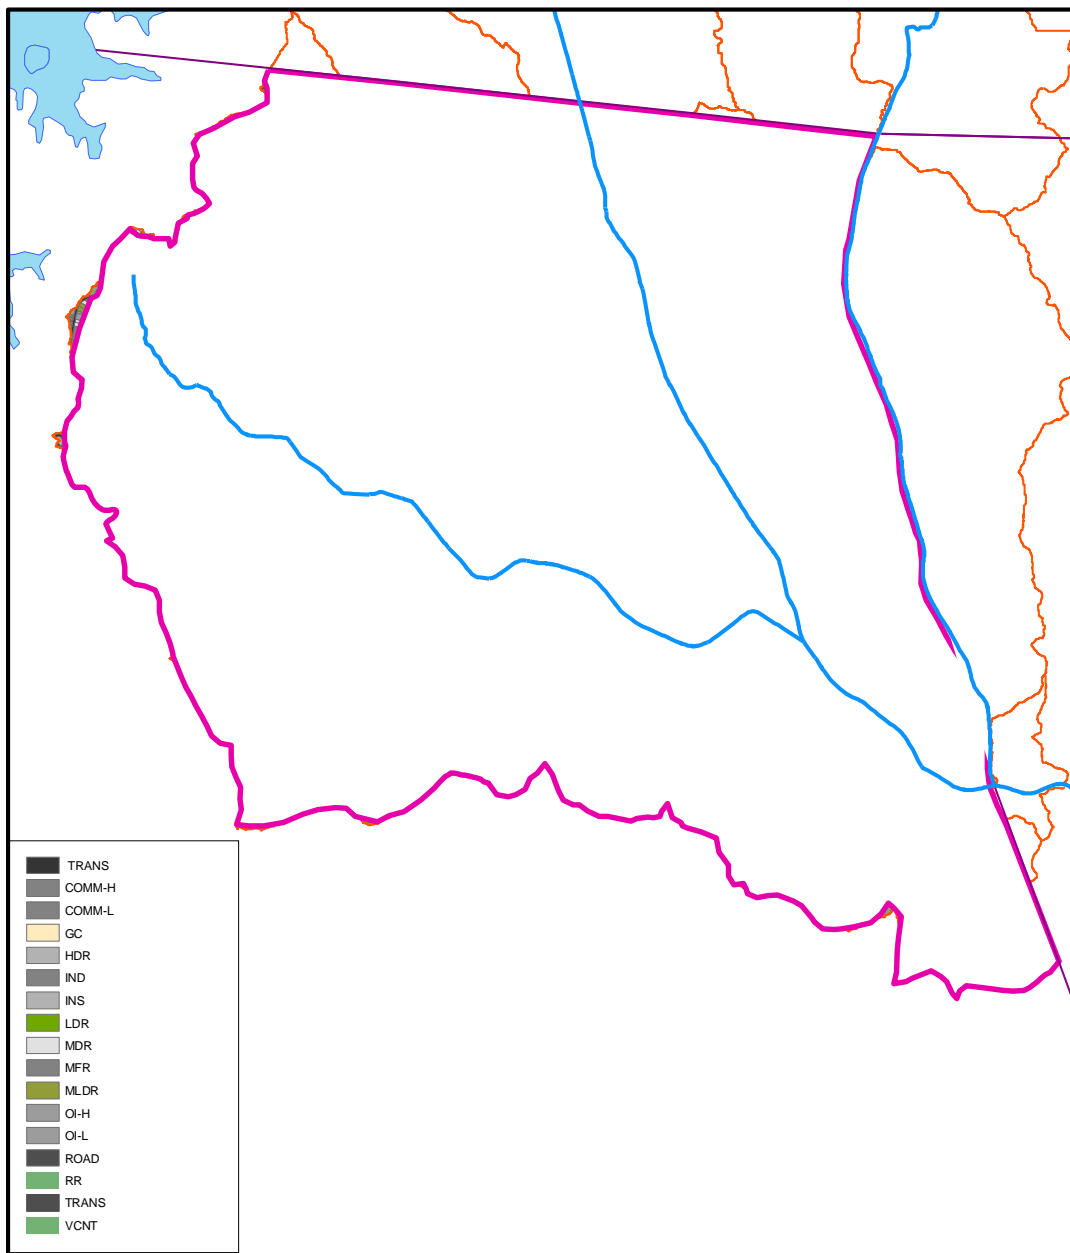 TRANS
COMM-H
COMM-L
GC
HDR
IND
INS
LDR
MDR
MFR
MLDR
OI-H
OI-L
ROAD
RR
TRANS
VCNT